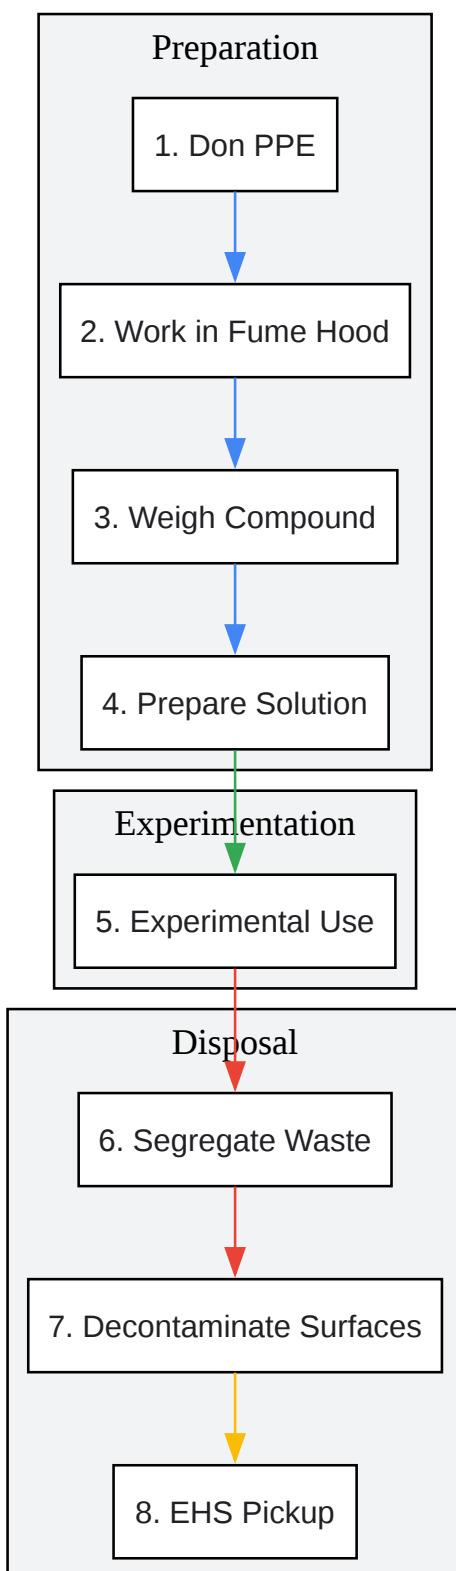 Preparation
1. Don PPE
2. Work in Fume Hood
3. Weigh Compound
4. Prepare Solution
Experimentation
5. Experimental Use
Disposal
6. Segregate Waste
7. Decontaminate Surfaces
8. EHS Pickup